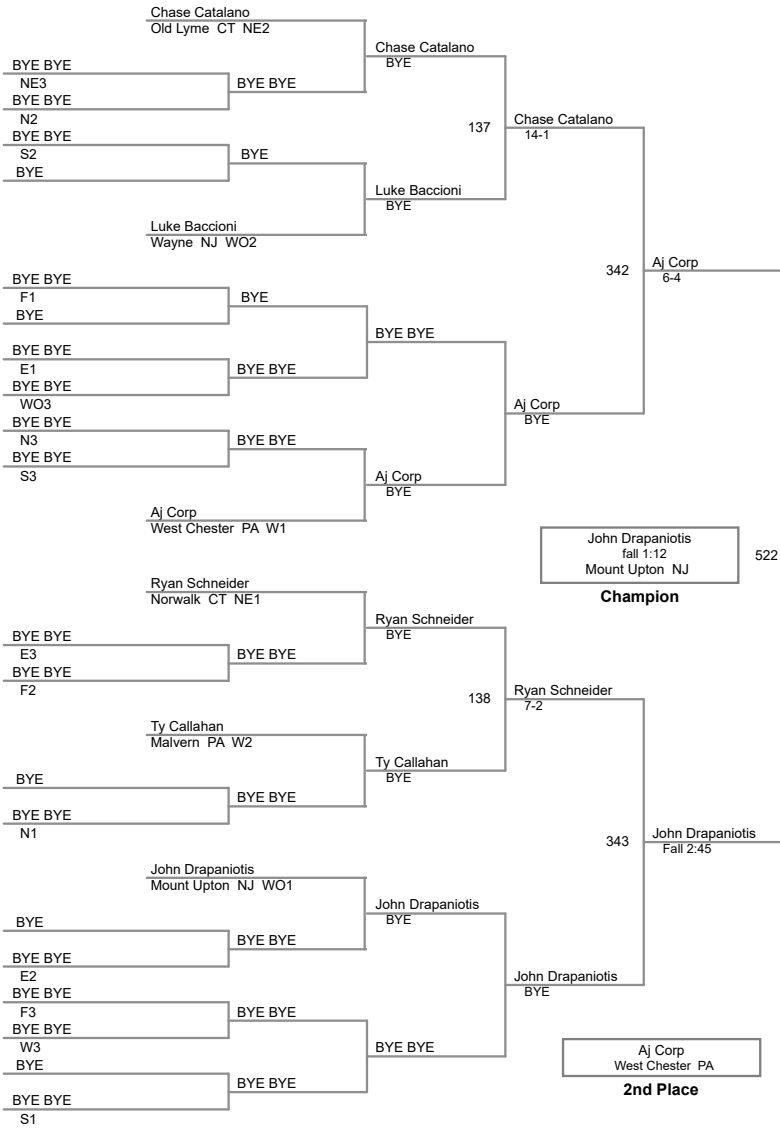 Chase Catalano
Old Lyme CT NE2
Chase Catalano
BYE
BYE BYE
NE3
BYE BYE
BYE BYE
N2
137
Chase Catalano
14-1
BYE BYE
S2
BYE
BYE
Luke Baccioni
BYE
Luke Baccioni
Wayne NJ WO2
342
Aj Corp
6-4
BYE BYE
F1
BYE
BYE
BYE BYE
BYE BYE
E1
BYE BYE
BYE BYE
WO3
Aj Corp
BYE
BYE BYE
N3
BYE BYE
BYE BYE
S3
Aj Corp
BYE
Aj Corp
West Chester PA W1
John Drapaniotis
fall 1:12
Mount Upton NJ
522
Champion
Ryan Schneider
Norwalk CT NE1
Ryan Schneider
BYE
BYE BYE
E3
BYE BYE
BYE BYE
F2
138
Ryan Schneider
7-2
Ty Callahan
Malvern PA W2
Ty Callahan
BYE
BYE
BYE BYE
BYE BYE
N1
343
John Drapaniotis
Fall 2:45
John Drapaniotis
Mount Upton NJ WO1
John Drapaniotis
BYE
BYE
BYE BYE
BYE BYE
E2
John Drapaniotis
BYE
BYE BYE
F3
BYE BYE
BYE BYE
W3
BYE BYE
BYE
BYE BYE
BYE BYE
S1
Aj Corp
West Chester PA
2nd Place